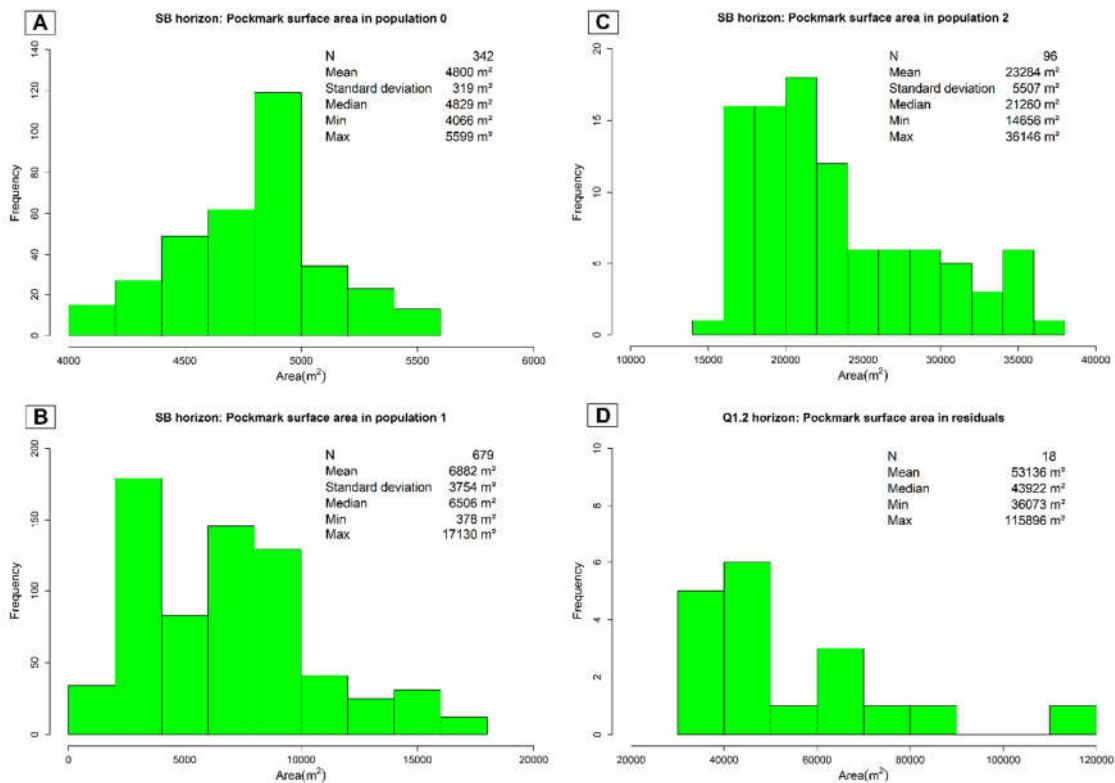 A
SB horizon: Pockmark surface area in population 0
N 342
Mean 4800 m²
Standard deviation 319 m²
Median 4829 m²
Min 4066 m²
Max 5599 m²
Frequency
0 20 40 60 80 100 120 140
4000 4500 5000 5500 6000
Area(m²)
C
SB horizon: Pockmark surface area in population 2
N 96
Mean 23284 m²
Standard deviation 5507 m²
Median 21260 m²
Min 14656 m²
Max 36146 m²
Frequency
0 5 10 15 20
10000 15000 20000 25000 30000 35000 40000
Area(m²)
B
SB horizon: Pockmark surface area in population 1
N 679
Mean 6882 m²
Standard deviation 3754 m²
Median 6506 m²
Min 378 m²
Max 17130 m²
Frequency
0 50 100 150 200
0 5000 10000 15000 20000
Area(m²)
D
Q1.2 horizon: Pockmark surface area in residuals
N 18
Mean 53136 m²
Median 43922 m²
Min 36073 m²
Max 115896 m²
Frequency
0 2 4 6 8 10
20000 40000 60000 80000 100000 120000
Area(m²)